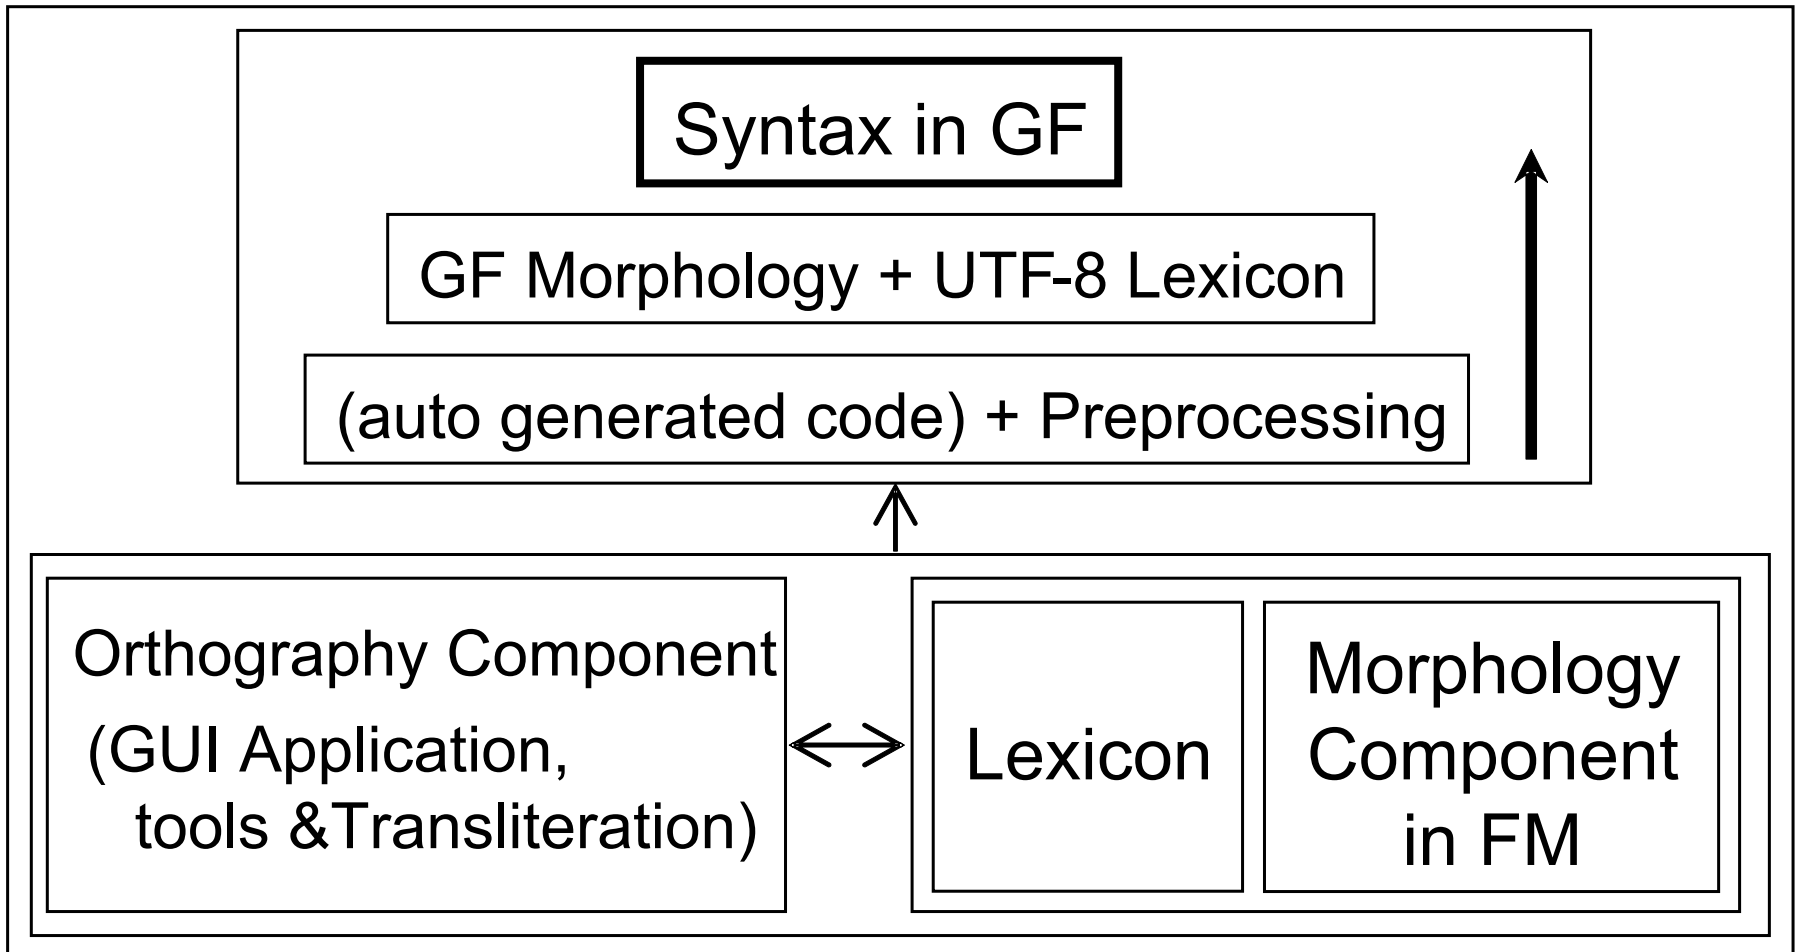 Syntax in GF
GF Morphology + UTF-8 Lexicon
(auto generated code) + Preprocessing
Orthography Component
(GUI Application,
tools &Transliteration)
Lexicon
Morphology
Component
in FM